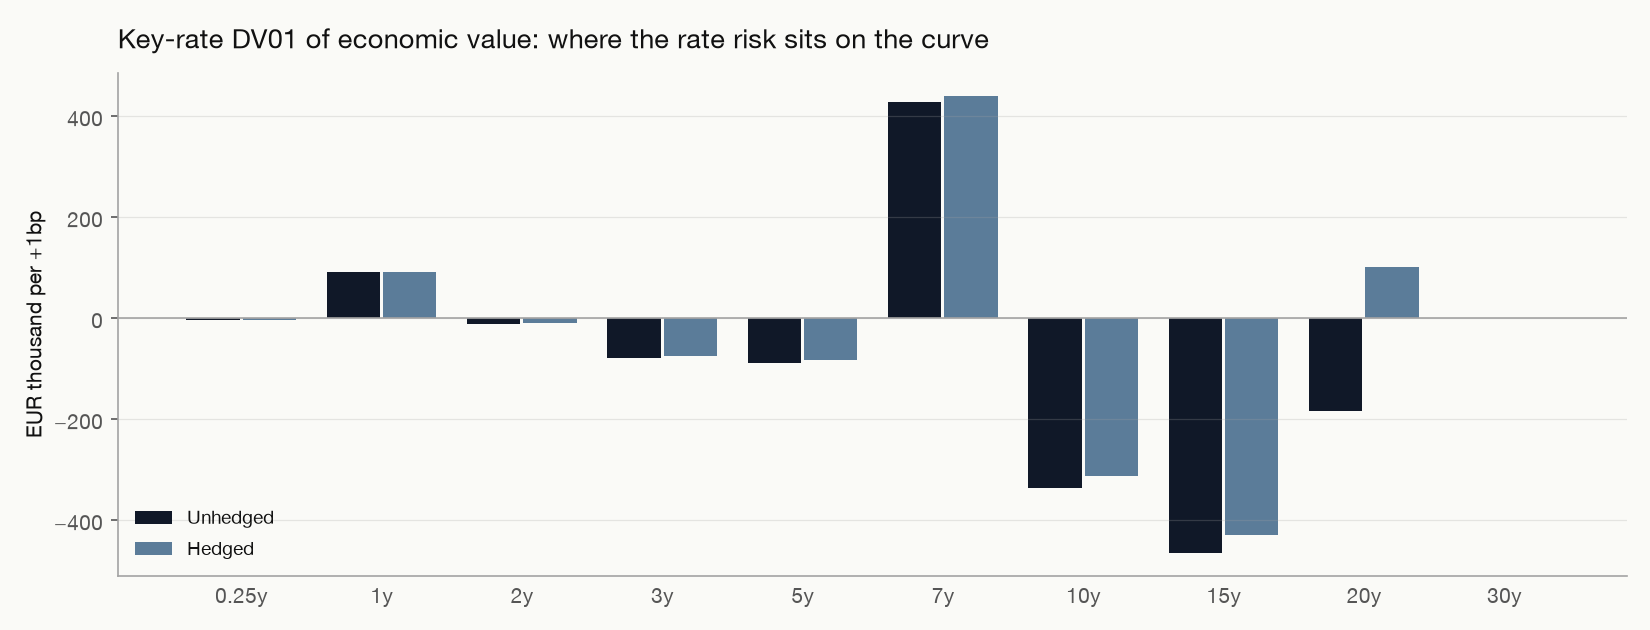 Key-rate DV01 of economic value: where the rate risk sits on the curve
EUR thousand per +1bp
400
200
0
−200
−400
Unhedged
Hedged
0.25y 1y 2y 3y 5y 7y 10y 15y 20y 30y